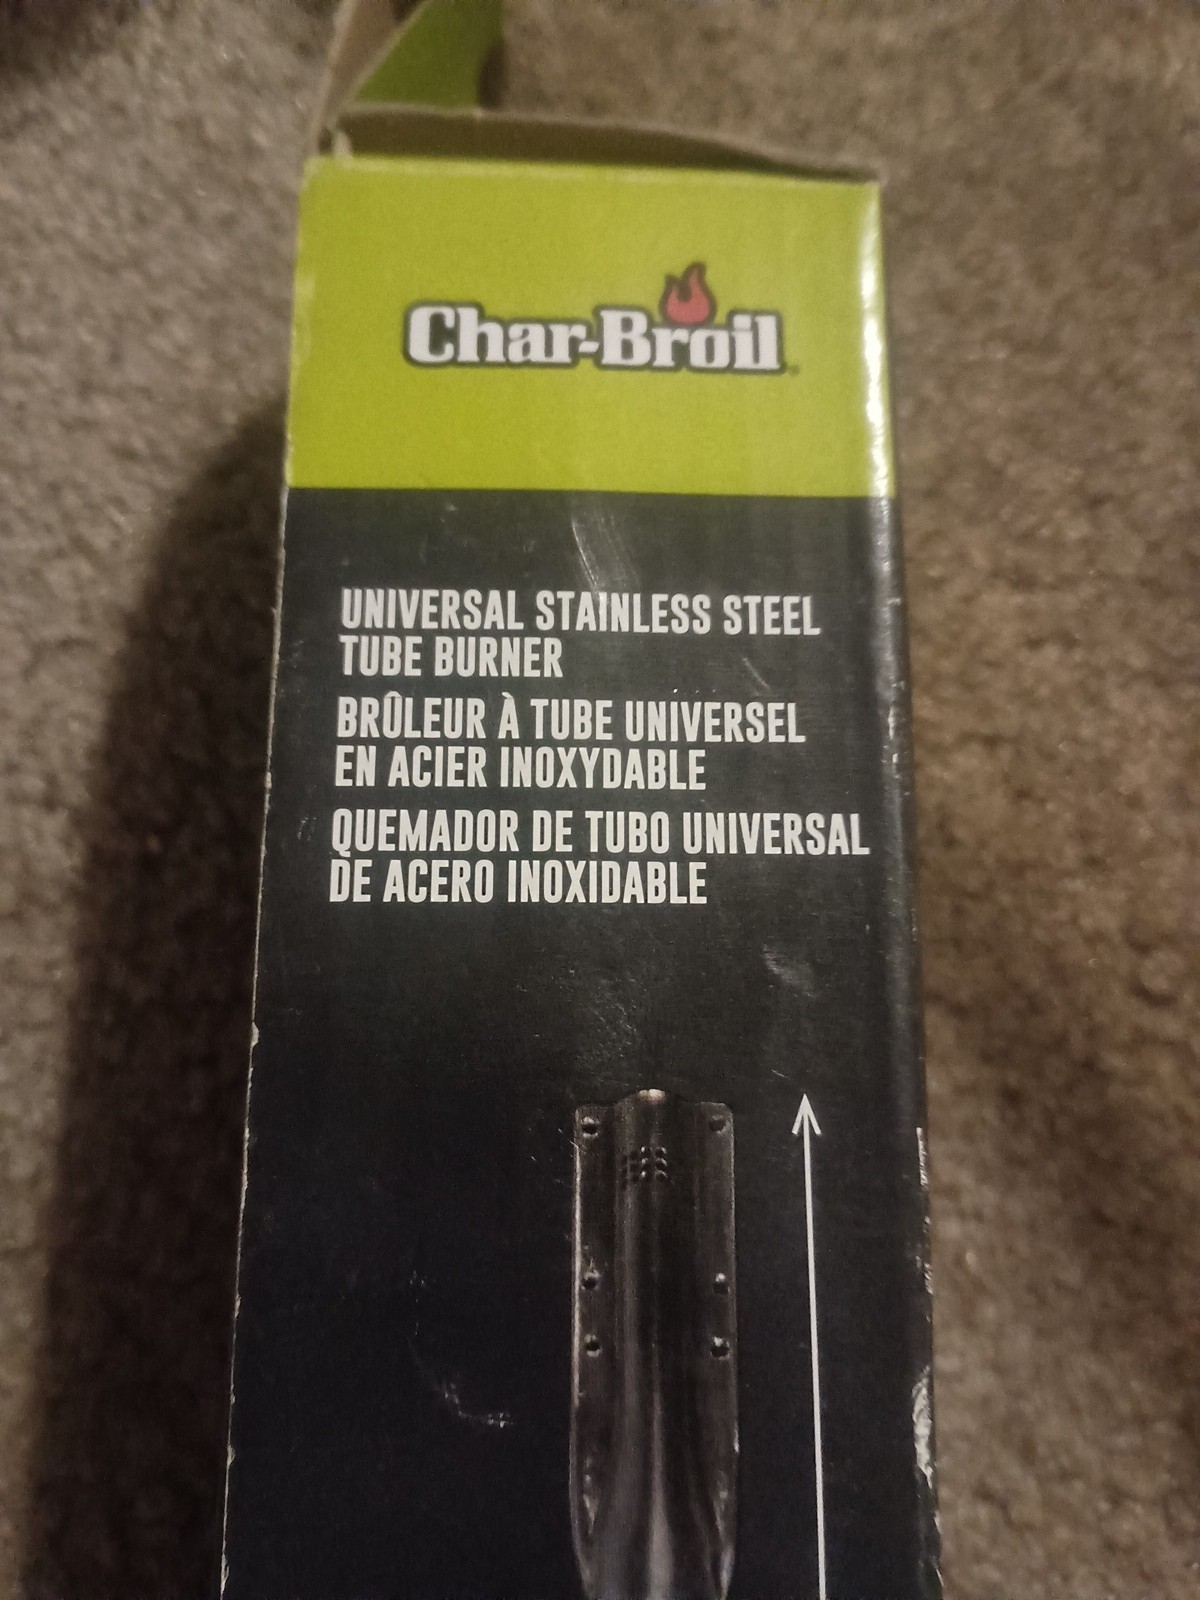 Char-Broil
UNIVERSAL STAINLESS STEEL
TUBE BURNER
BRÛLEUR À TUBE UNIVERSEL
EN ACIER INOXYDABLE
QUEMADOR DE TUBO UNIVERSAL
DE ACERO INOXIDABLE